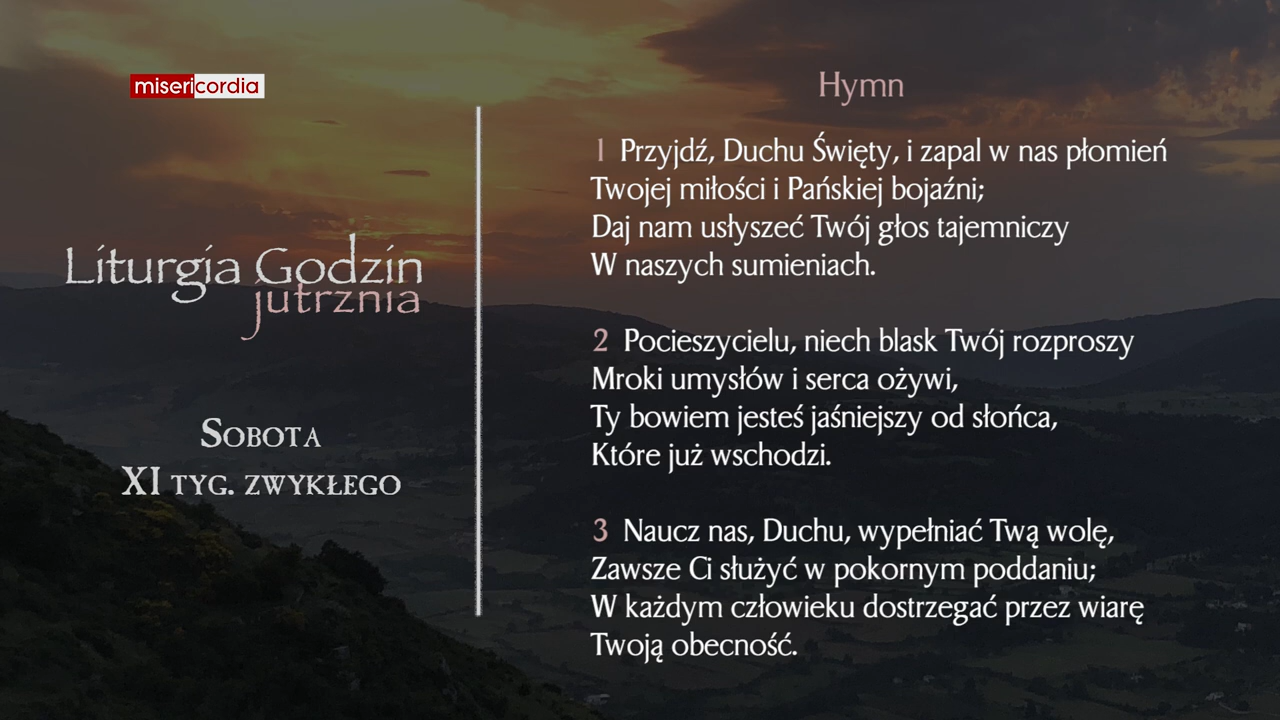 misericordia
Liturgia Godzin
jutrznia
Sobota
XI tyg. zwykłego
Hymn
1 Przyjdź, Duchu Święty, i zapal w nas płomień
Twojej miłości i Pańskiej bojaźni;
Daj nam usłyszeć Twój głos tajemniczy
W naszych sumieniach.
2 Pocieszycielu, niech blask Twój rozproszy
Mroki umysłów i serca ożywi,
Ty bowiem jesteś jaśniejszy od słońca,
Które już wschodzi.
3 Naucz nas, Duchu, wypełniać Twą wolę,
Zawsze Ci służyć w pokornym poddaniu;
W każdym człowieku dostrzegać przez wiarę
Twoją obecność.